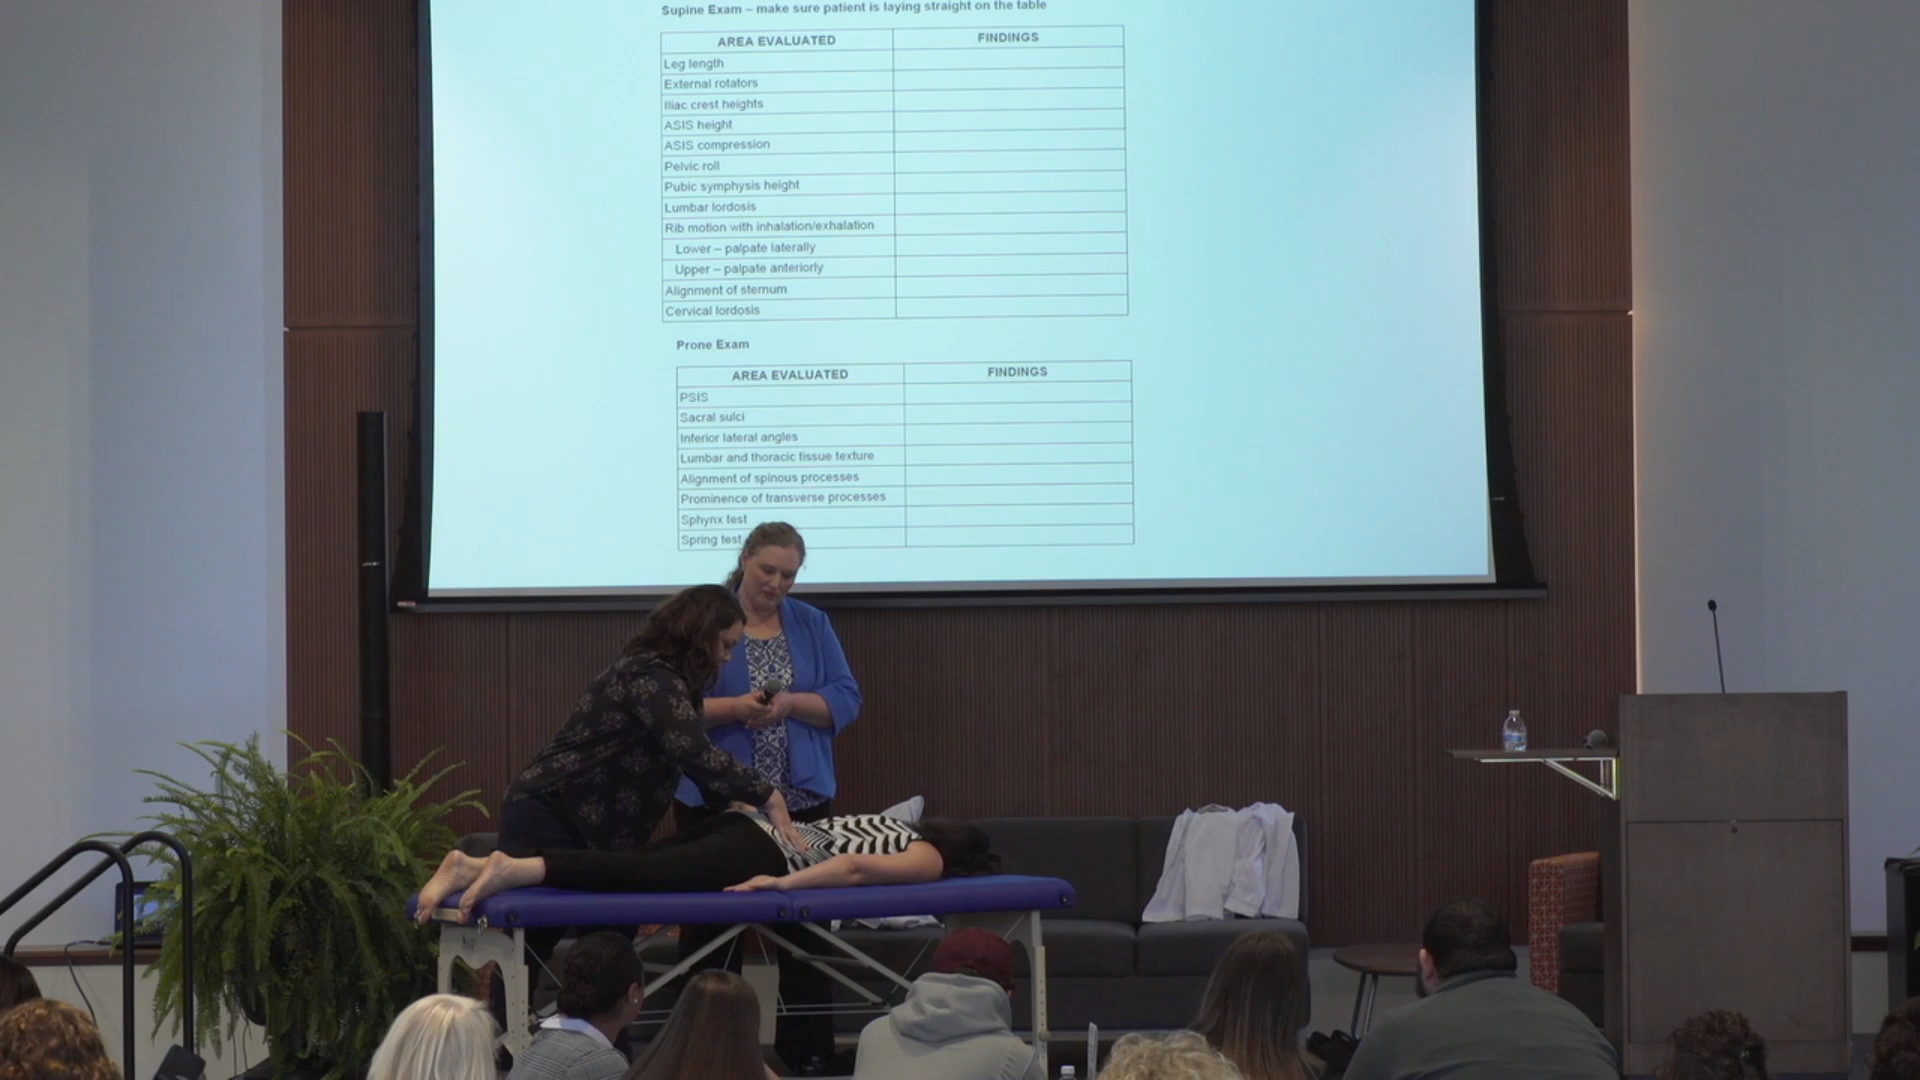 Supine Exam – make sure patient is laying straight on the table
AREA EVALUATED FINDINGS
Leg length
External rotators
Iliac crest heights
ASIS height
ASIS compression
Pelvic roll
Pubic symphysis height
Lumbar lordosis
Rib motion with inhalation/exhalation
Lower – palpate laterally
Upper – palpate anteriorly
Alignment of sternum
Cervical lordosis
Prone Exam
AREA EVALUATED FINDINGS
PSIS
Sacral sulci
Inferior lateral angles
Lumbar and thoracic tissue texture
Alignment of spinous processes
Prominence of transverse processes
Sphynx test
Spring test